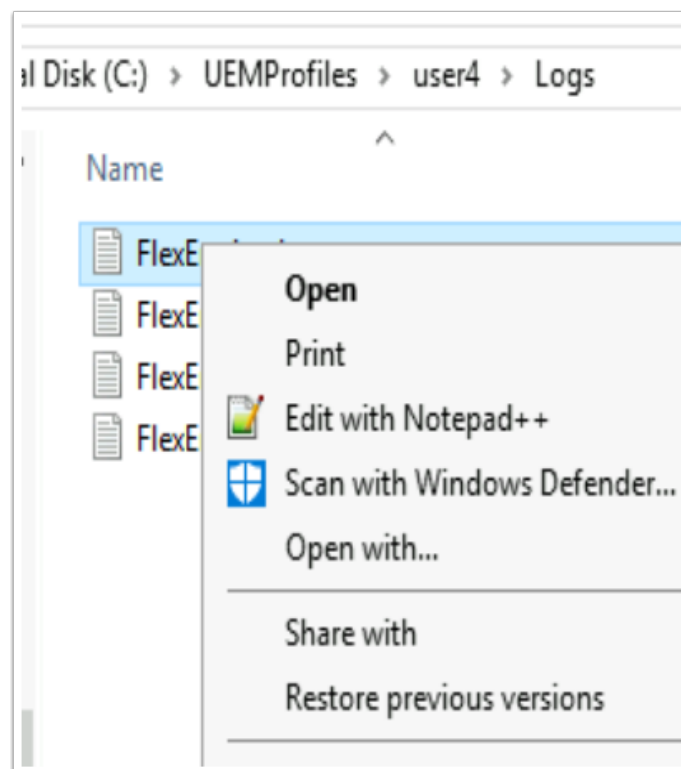 al Disk (C:) > UEMProfiles > user4 > Logs
Name
FlexE
Open
FlexE
Print
FlexE
Edit with Notepad++
FlexE
Scan with Windows Defender...
Open with...
Share with
Restore previous versions